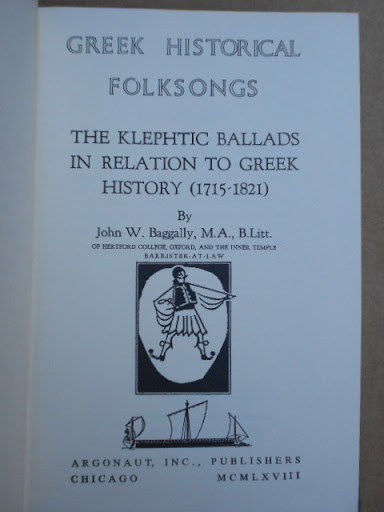 GREEK HISTORICAL
FOLKSONGS
THE KLEPHTIC BALLADS
IN RELATION TO GREEK
HISTORY (1715-1821)
By
John W. Baggally, M.A., B.Litt.
OF HERTFORD COLLEGE, OXFORD, AND THE INNER TEMPLE
BARRISTER-AT-LAW
ARGONAUT, INC., PUBLISHERS
CHICAGO MCMLXVIII